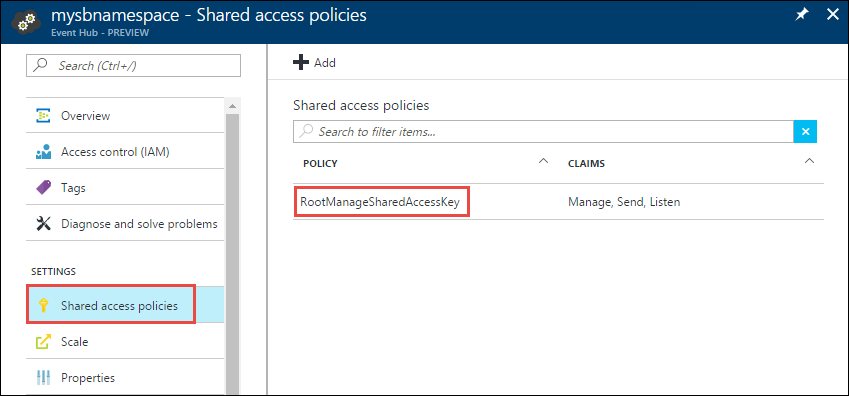 mysbnamespace - Shared access policies
Event Hub - PREVIEW
Search (Ctrl+/)
Overview
Access control (IAM)
Tags
Diagnose and solve problems
SETTINGS
Shared access policies
Scale
Properties
Add
Shared access policies
Search to filter items...
POLICY CLAIMS
RootManageSharedAccessKey Manage, Send, Listen